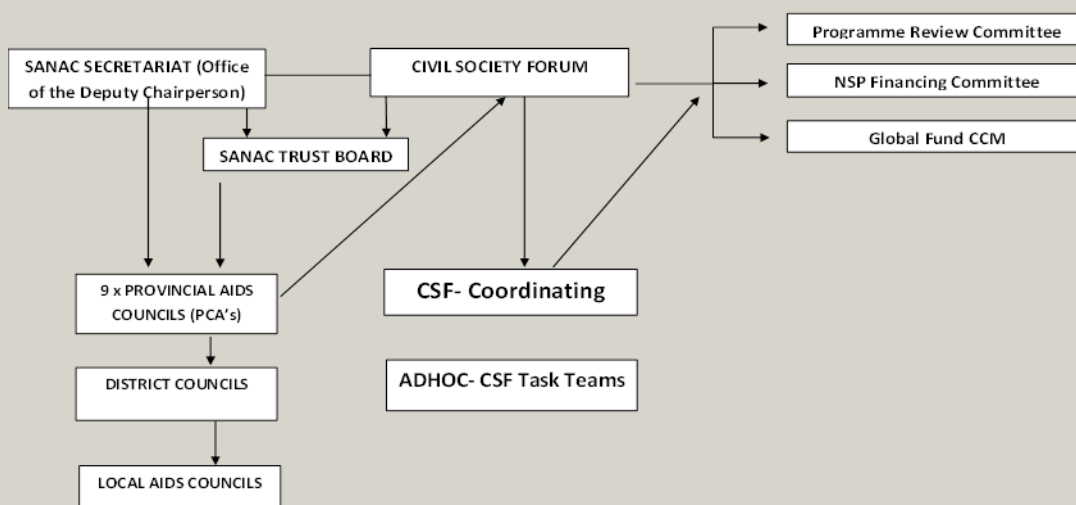 Programme Review Committee
SANAC SECRETARIAT (Office
of the Deputy Chairperson)
CIVIL SOCIETY FORUM
NSP Financing Committee
Global Fund CCM
SANAC TRUST BOARD
9 x PROVINCIAL AIDS
COUNCILS (PCA's)
CSF- Coordinating
DISTRICT COUNCILS
ADHOC- CSF Task Teams
LOCAL AIDS COUNCILS